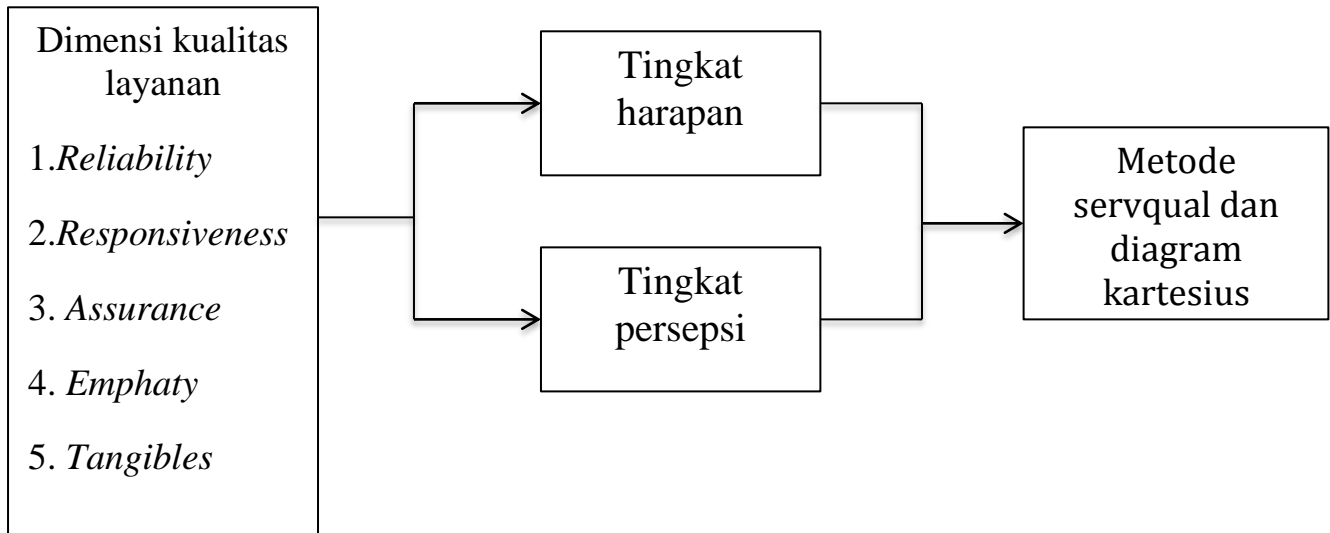 Dimensi kualitas
layanan
1.Reliability
2.Responsiveness
3. Assurance
4. Emphaty
5. Tangibles
Tingkat
harapan
Tingkat
persepsi
Metode
servqual dan
diagram
kartesius